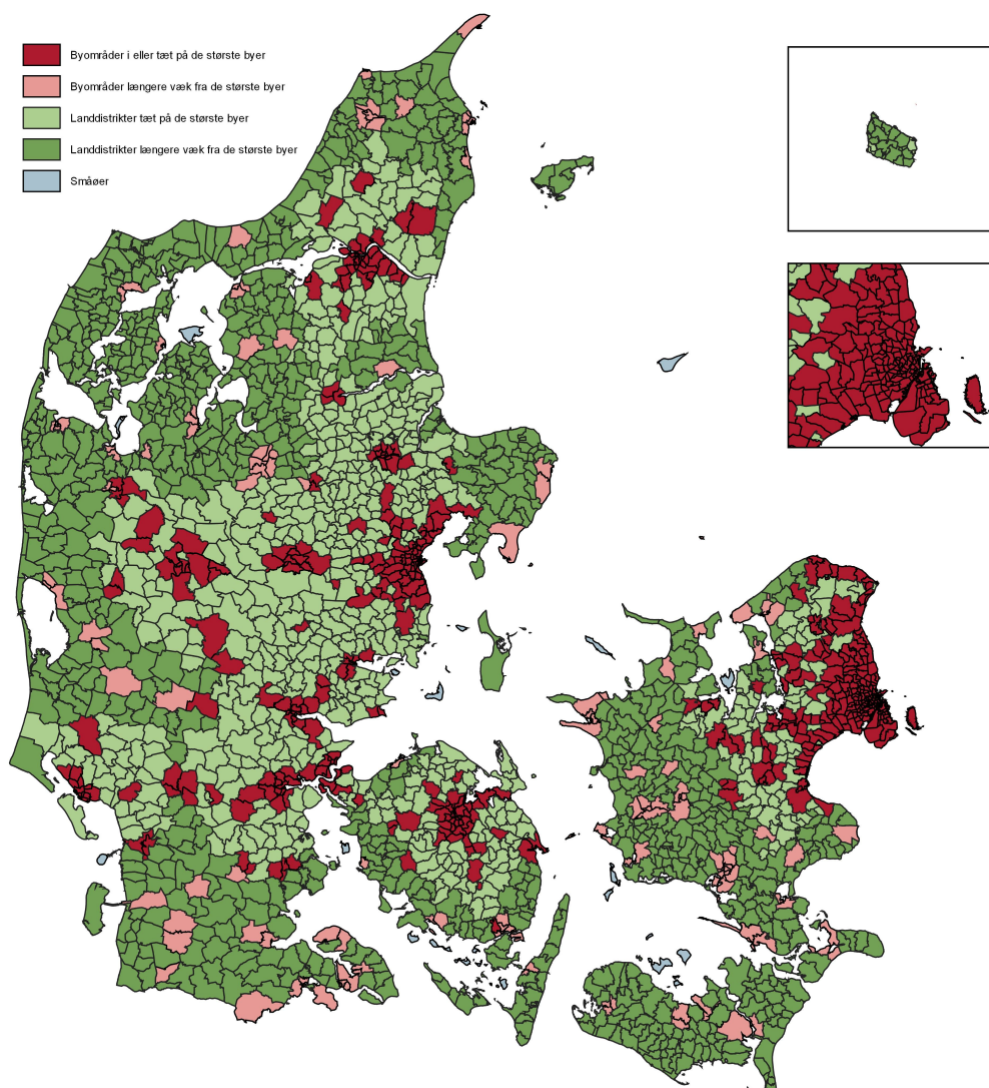 Byområder i eller tæt på de største byer
Byområder længere væk fra de største byer
Landdistrikter tæt på de største byer
Landdistrikter længere væk fra de største byer
Småøer